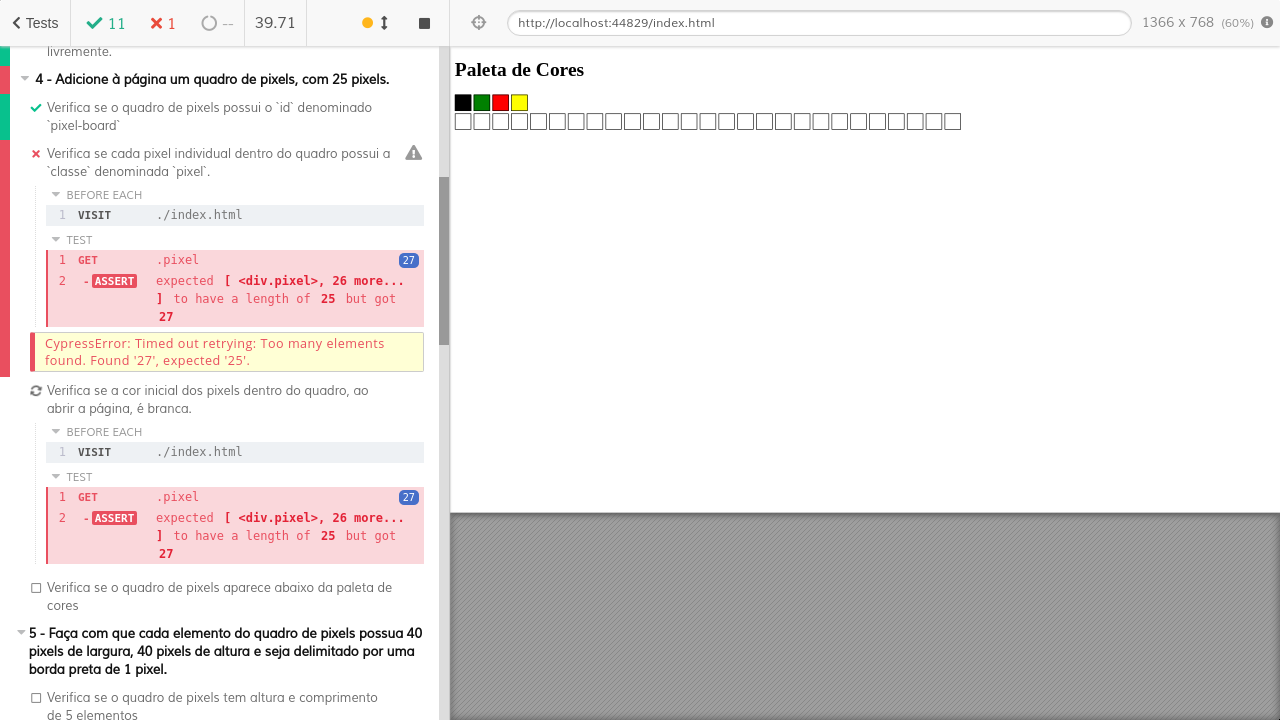 Tests
11
1
--
39.71
http://localhost:44829/index.html
1366 x 768 (60%)
livremente.
4 - Adicione à página um quadro de pixels, com 25 pixels.
Verifica se o quadro de pixels possui o `id` denominado
`pixel-board`
Verifica se cada pixel individual dentro do quadro possui a
`classe` denominada `pixel`.
BEFORE EACH
1 VISIT ./index.html
TEST
1 GET .pixel 27
2 -ASSERT expected [ <div.pixel>, 26 more...
] to have a length of 25 but got
27
CypressError: Timed out retrying: Too many elements
found. Found '27', expected '25'.
Verifica se a cor inicial dos pixels dentro do quadro, ao
abrir a página, é branca.
BEFORE EACH
1 VISIT ./index.html
TEST
1 GET .pixel 27
2 -ASSERT expected [ <div.pixel>, 26 more...
] to have a length of 25 but got
27
Verifica se o quadro de pixels aparece abaixo da paleta de
cores
5 - Faça com que cada elemento do quadro de pixels possua 40
pixels de largura, 40 pixels de altura e seja delimitado por uma
borda preta de 1 pixel.
Verifica se o quadro de pixels tem altura e comprimento
de 5 elementos
Paleta de Cores